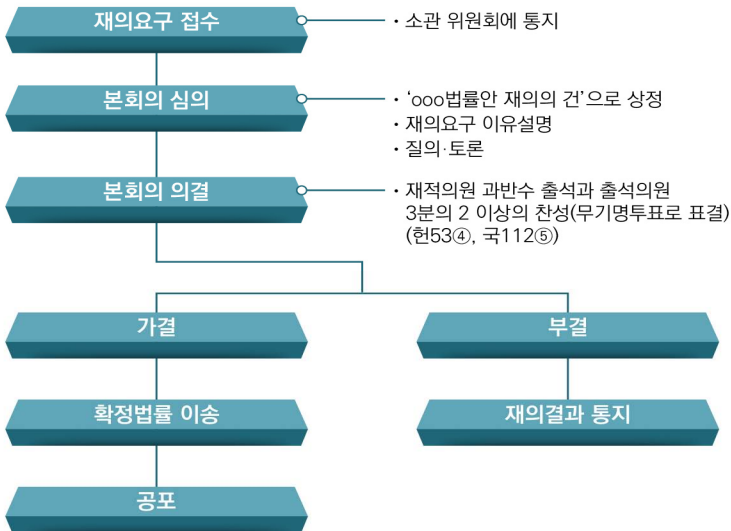 재의요구 접수
· 소관 위원회에 통지
본회의 심의
· ‘ooo법률안 재의의 건’으로 상정
· 재의요구 이유설명
· 질의·토론
본회의 의결
· 재적의원 과반수 출석과 출석의원
3분의 2 이상의 찬성(무기명투표로 표결)
(헌53④, 국112⑤)
가결
부결
확정법률 이송
재의결과 통지
공포